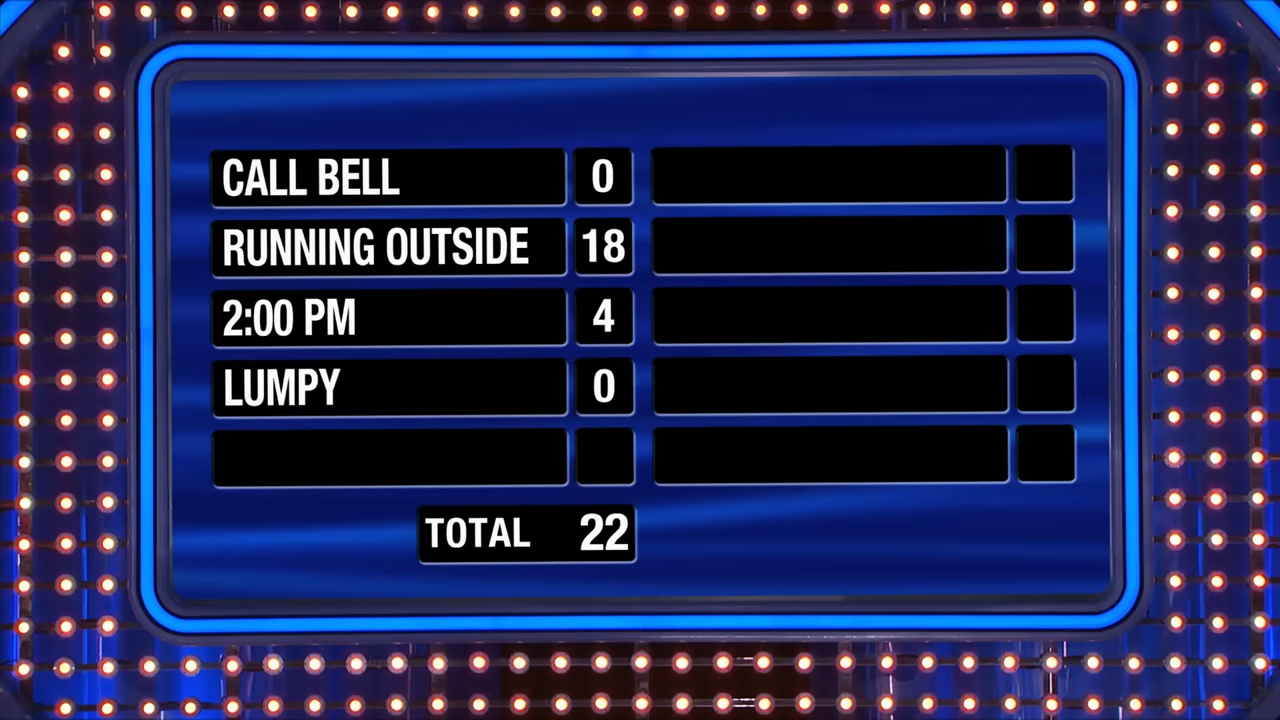 CALL BELL 0
RUNNING OUTSIDE 18
2:00 PM 4
LUMPY 0
TOTAL 22